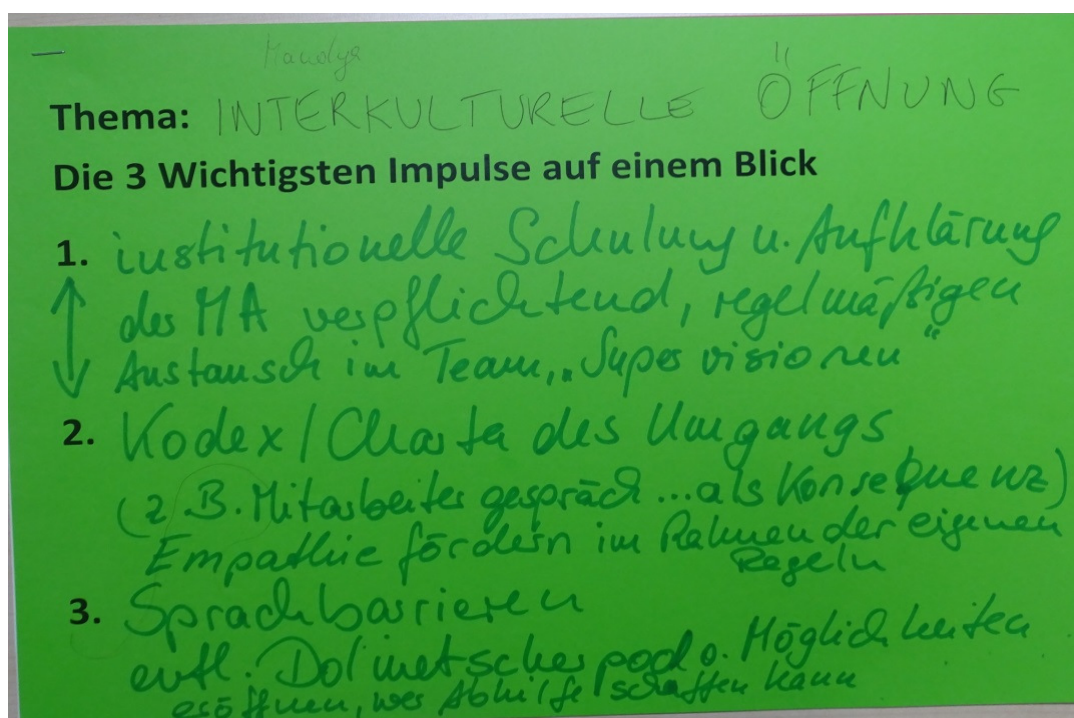 Thema: INTERKULTURELLE ÖFFNUNG
Die 3 Wichtigsten Impulse auf einem Blick
1. institutionelle Schulung u. Aufklärung
der MA verpflichtend, regelmäßigen
Austausch im Team, „Supervisionen“
2. Kodex/Charta des Umgangs
(z.B. Mitarbeitergespräch ... als Konsequenz)
Empathie fördern im Rahmen der eigenen
Regeln
3. Sprachbarrieren
evtl. Dolmetscherpool o. Möglichkeiten
eröffnen, wer Abhilfe schaffen kann